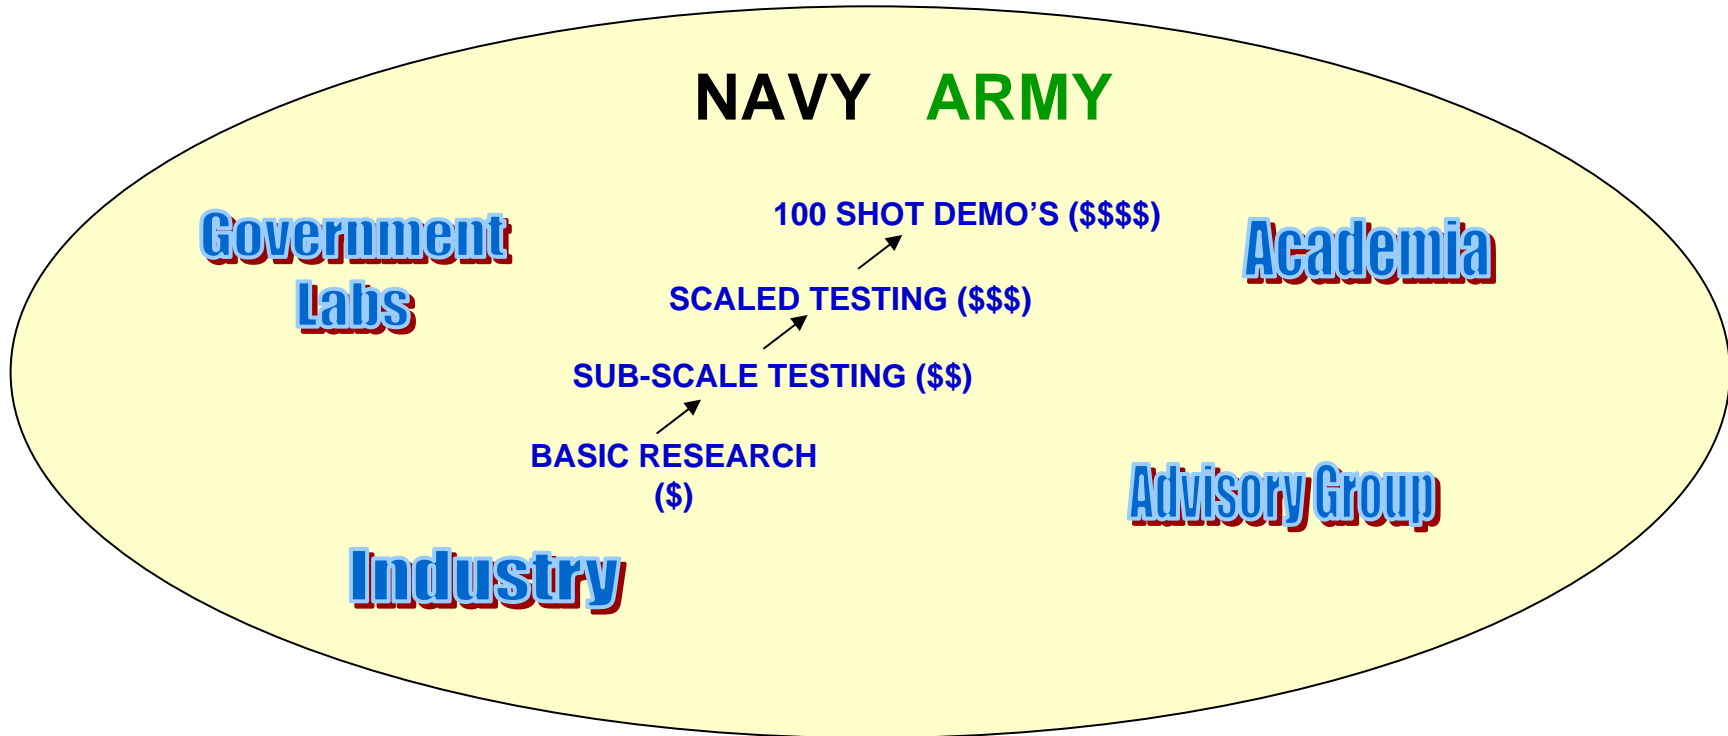 NAVY ARMY
100 SHOT DEMO’S ($$$$)
Government
Labs
Academia
SCALED TESTING ($$$)
SUB-SCALE TESTING ($$)
BASIC RESEARCH
($)
Advisory Group
Industry